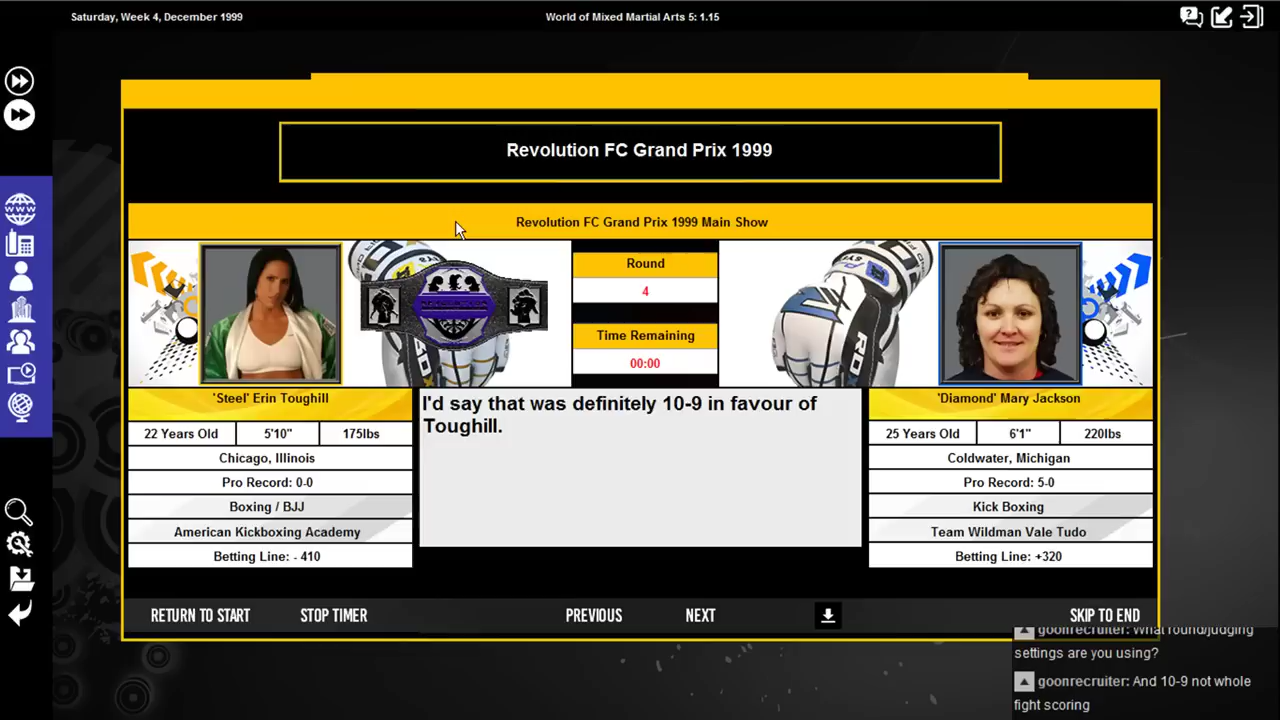 Saturday, Week 4, December 1999
World of Mixed Martial Arts 5: 1.15
Revolution FC Grand Prix 1999
Revolution FC Grand Prix 1999 Main Show
Round
4
Time Remaining
00:00
'Steel' Erin Toughill
22 Years Old
5'10"
175lbs
Chicago, Illinois
Pro Record: 0-0
Boxing / BJJ
American Kickboxing Academy
Betting Line: - 410
I'd say that was definitely 10-9 in favour of
Toughill.
'Diamond' Mary Jackson
25 Years Old
6'1"
220lbs
Coldwater, Michigan
Pro Record: 5-0
Kick Boxing
Team Wildman Vale Tudo
Betting Line: +320
RETURN TO START
STOP TIMER
PREVIOUS
NEXT
SKIP TO END
goonrecruiter: What round/judging
settings are you using?
goonrecruiter: And 10-9 not whole
fight scoring